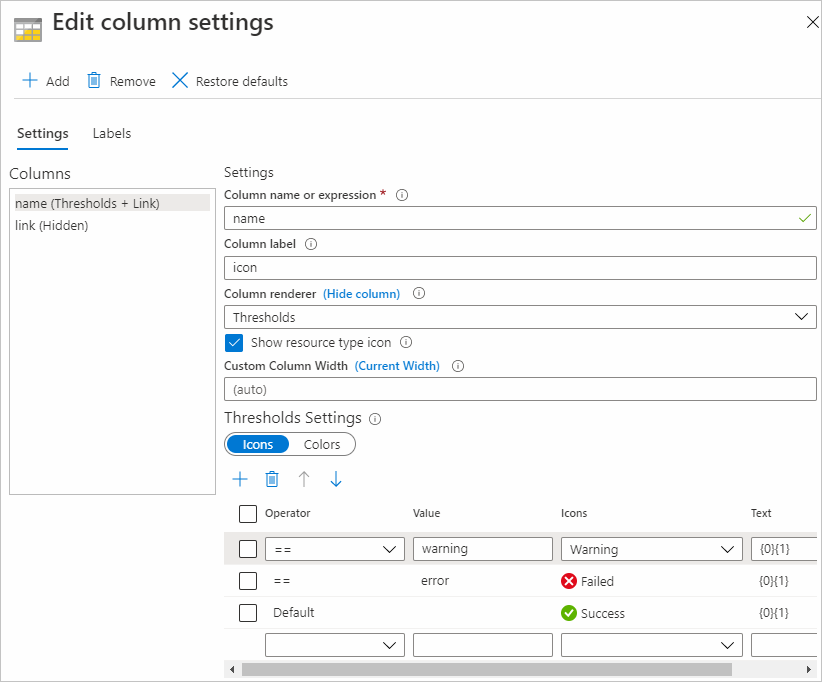 Edit column settings
Add Remove Restore defaults
Settings Labels
Columns
name (Thresholds + Link)
link (Hidden)
Settings
Column name or expression *
name
Column label
icon
Column renderer (Hide column)
Thresholds
Show resource type icon
Custom Column Width (Current Width)
(auto)
Thresholds Settings
Icons Colors
Operator Value Icons Text
== warning Warning {0}{1}
== error Failed {0}{1}
Default Success {0}{1}